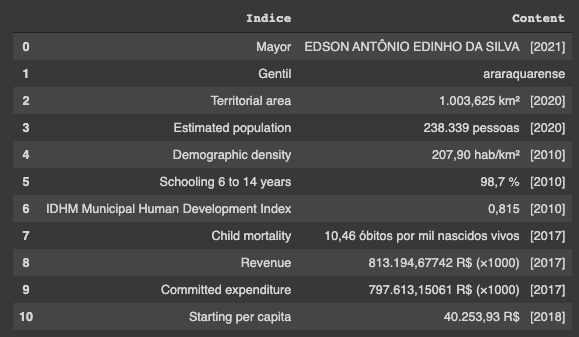 Indice Content
0 Mayor EDSON ANTÔNIO EDINHO DA SILVA [2021]
1 Gentil araraquarense
2 Territorial area 1.003,625 km² [2020]
3 Estimated population 238.339 pessoas [2020]
4 Demographic density 207,90 hab/km² [2010]
5 Schooling 6 to 14 years 98,7 % [2010]
6 IDHM Municipal Human Development Index 0,815 [2010]
7 Child mortality 10,46 óbitos por mil nascidos vivos [2017]
8 Revenue 813.194,67742 R$ (×1000) [2017]
9 Committed expenditure 797.613,15061 R$ (×1000) [2017]
10 Starting per capita 40.253,93 R$ [2018]